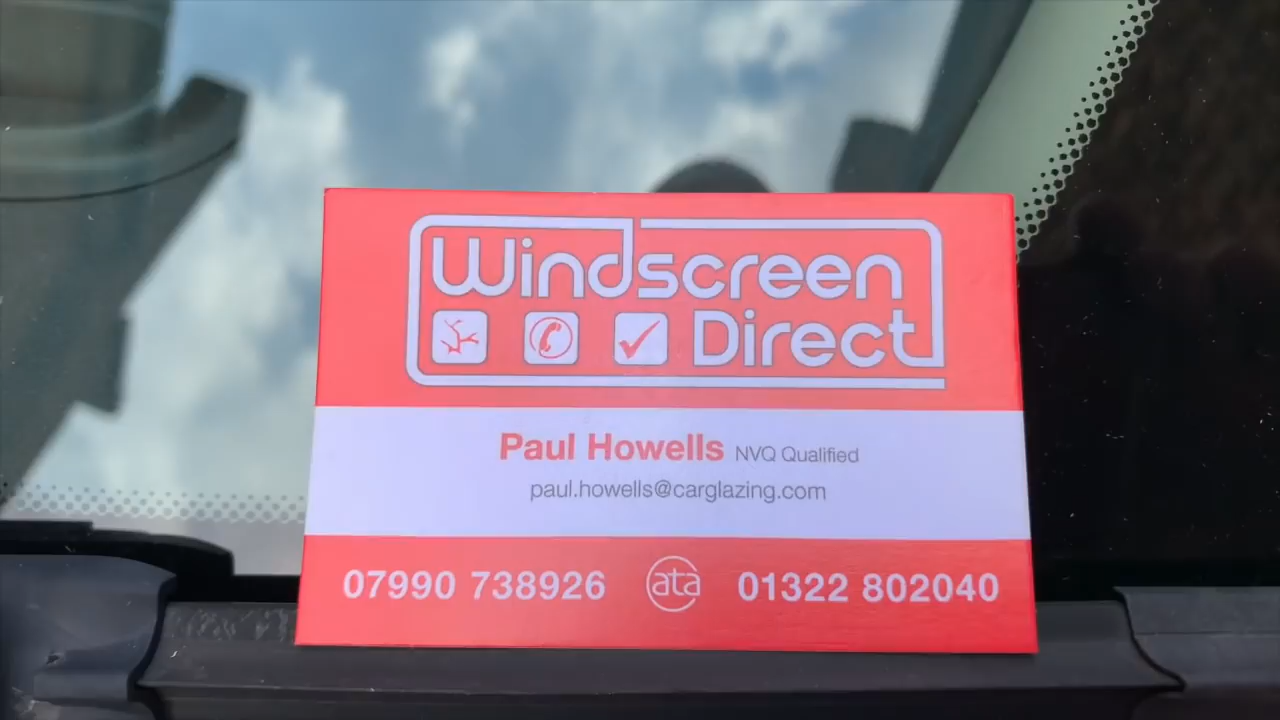 Windscreen
Direct
Paul Howells NVQ Qualified
paul.howells@carglazing.com
07990 738926 ata 01322 802040